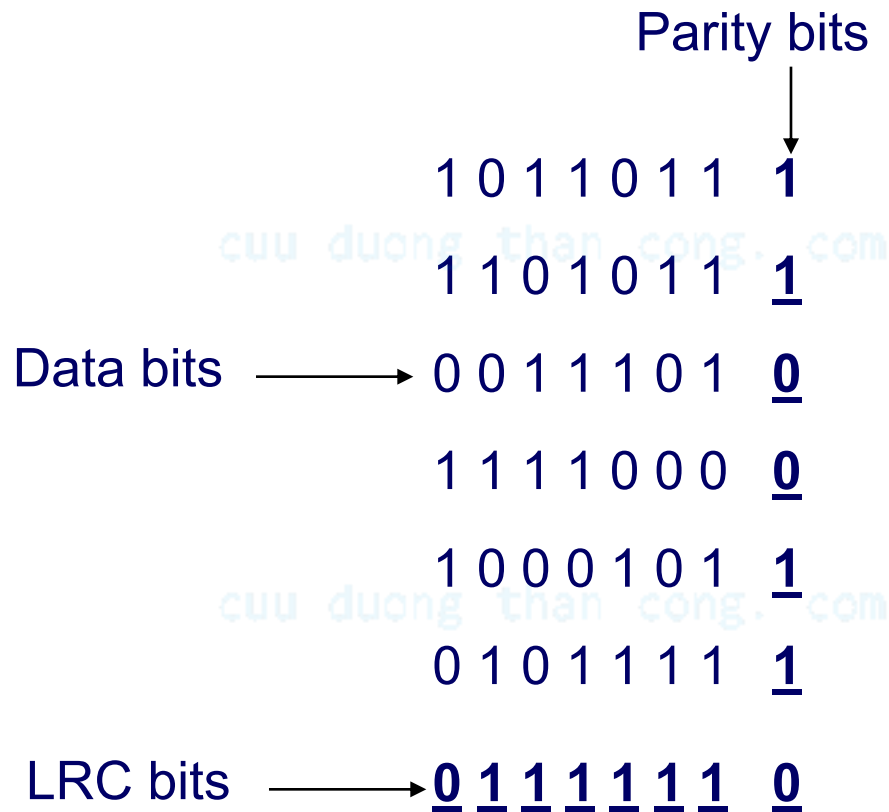 Parity bits
1 0 1 1 0 1 1 1
cuu duong than cong. com
1 1 0 1 0 1 1 1
Data bits 0 0 1 1 1 0 1 0
1 1 1 1 0 0 0 0
1 0 0 0 1 0 1 1
cuu duong than cong. com
0 1 0 1 1 1 1 1
LRC bits 0 1 1 1 1 1 1 0